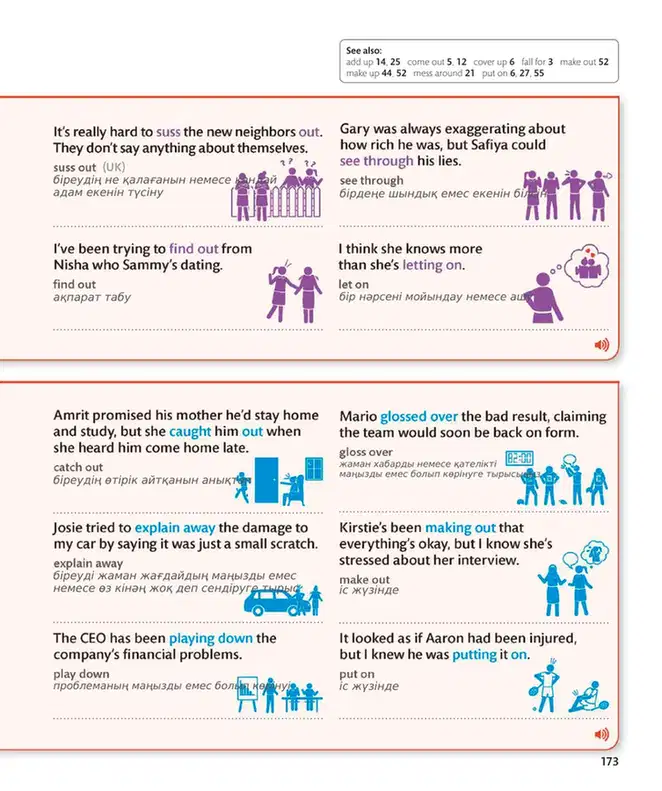 See also:
add up 14, 25 come out 5, 12 cover up 6 fall for 3 make out 52
make up 44, 52 mess around 21 put on 6, 27, 55
It's really hard to suss the new neighbors out.
They don't say anything about themselves.
suss out (UK)
біреудің не қалағанын немесе қандай
адам екенін түсіну
? ? ? ?
Gary was always exaggerating about
how rich he was, but Safiya could
see through his lies.
see through
бірдеңе шындық емес екенін білу
I've been trying to find out from
Nisha who Sammy's dating.
find out
ақпарат табу
I think she knows more
than she's letting on.
let on
бір нәрсені мойындау немесе ашу
Amrit promised his mother he'd stay home
and study, but she caught him out when
she heard him come home late.
catch out
біреудің өтірік айтқанын анықтау
Mario glossed over the bad result, claiming
the team would soon be back on form.
gloss over
жаман хабарды немесе қателікті
маңызды емес болып көрінуге тырысыңыз
82:00
Josie tried to explain away the damage to
my car by saying it was just a small scratch.
explain away
біреуді жаман жағдайдың маңызды емес
немесе өз кінәң жоқ деп сендіруге тырыс
Kirstie's been making out that
everything's okay, but I know she's
stressed about her interview.
make out
іс жүзінде
The CEO has been playing down the
company's financial problems.
play down
проблеманың маңызды емес болып көрінуі
It looked as if Aaron had been injured,
but I knew he was putting it on.
put on
іс жүзінде
173